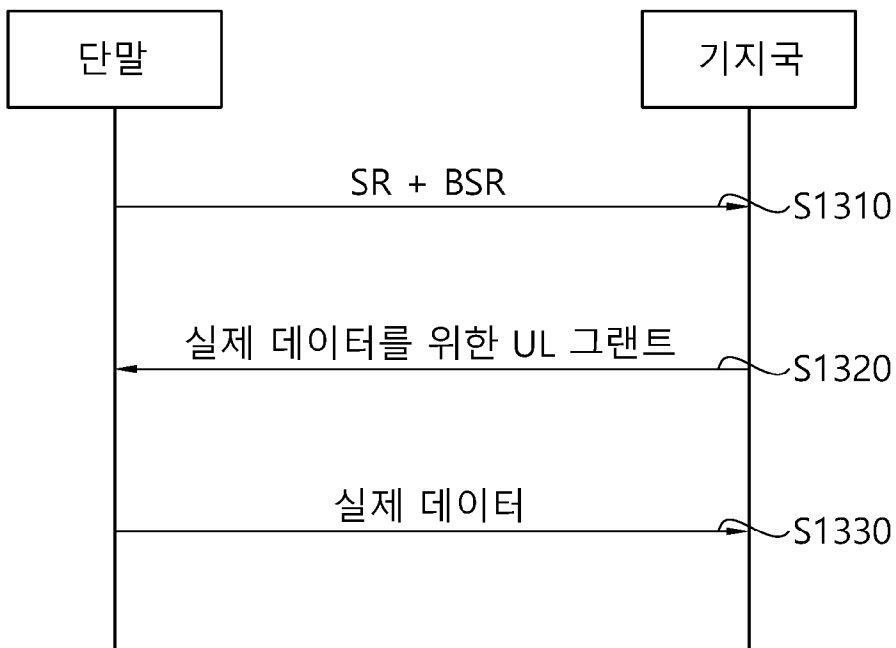 단말
기지국
SR + BSR
S1310
실제 데이터를 위한 UL 그랜트
S1320
실제 데이터
S1330